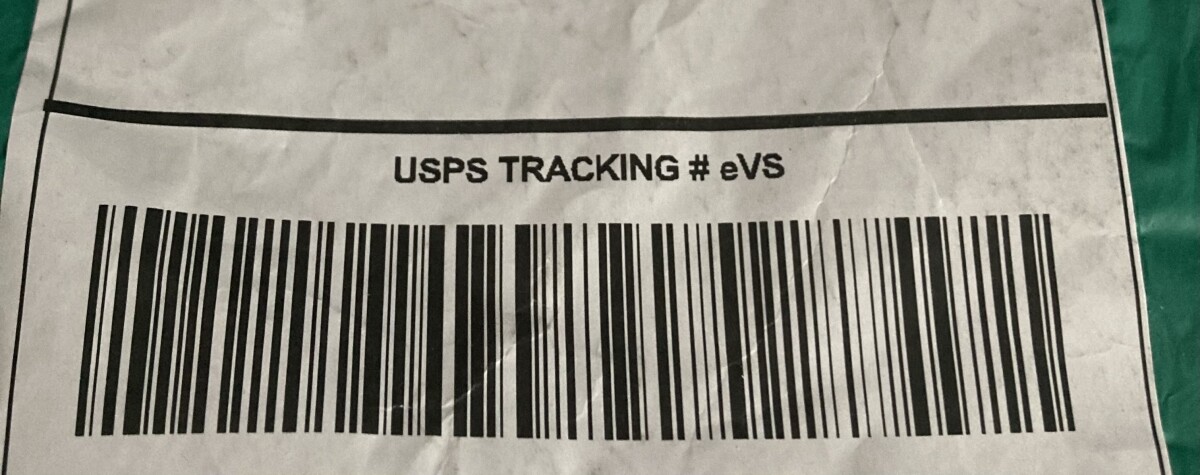 USPS TRACKING # eVS